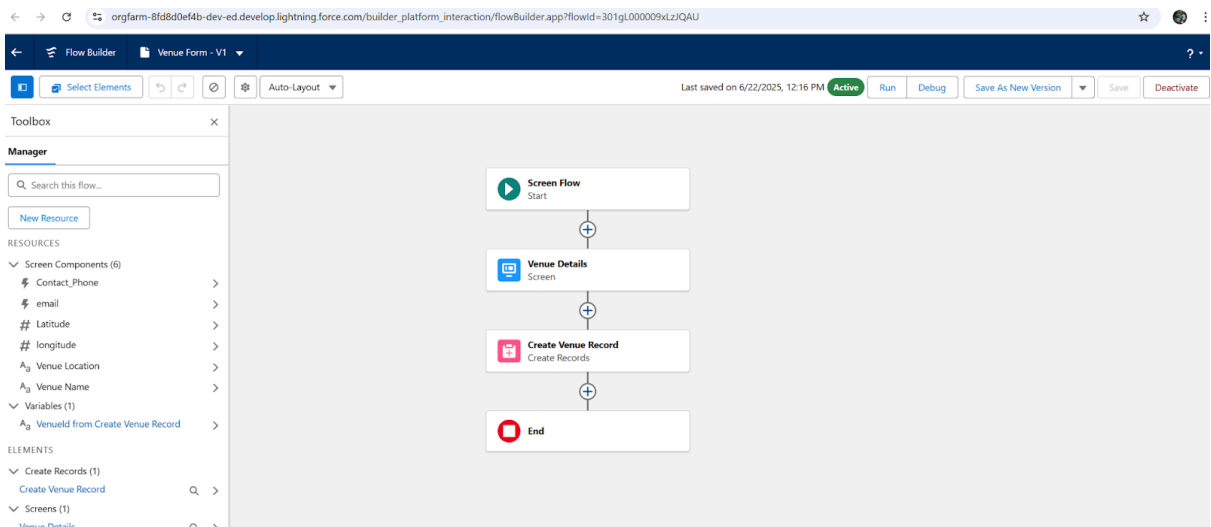 orgfarm-8fd8d0ef4b-dev-ed.develop.lightning.force.com/builder_platform_interaction/flowBuilder.app?flowId=301gL000009xLzJQAU
Flow Builder Venue Form - V1 ?
Select Elements Auto-Layout Last saved on 6/22/2025, 12:16 PM Active Run Debug Save As New Version Save Deactivate
Toolbox
Manager
Search this flow...
New Resource
RESOURCES
Screen Components (6)
Contact_Phone
email
Latitude
longitude
Venue Location
Venue Name
Variables (1)
VenueId from Create Venue Record
ELEMENTS
Create Records (1)
Create Venue Record
Screens (1)
Venue Details
Screen Flow
Start
Venue Details
Screen
Create Venue Record
Create Records
End